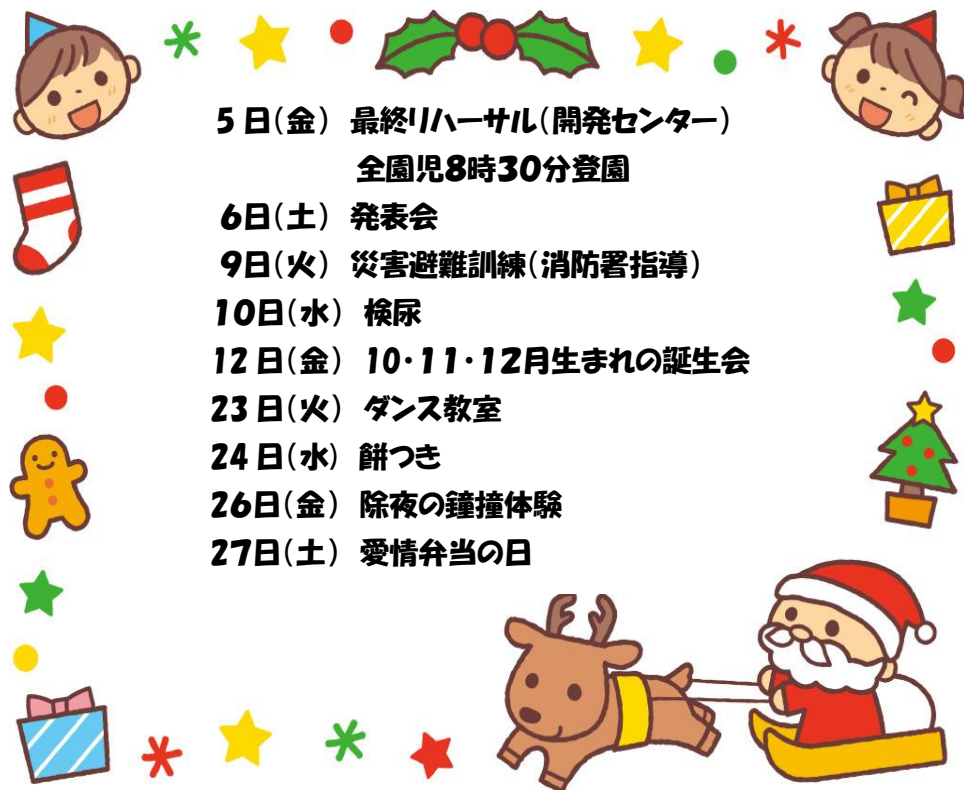 5日(金) 最終リハーサル(開発センター)
全園児8時30分登園
6日(土) 発表会
9日(火) 災害避難訓練(消防署指導)
10日(水) 検尿
12日(金) 10・11・12月生まれの誕生会
23日(火) ダンス教室
24日(水) 餅つき
26日(金) 除夜の鐘撞体験
27日(土) 愛情弁当の日